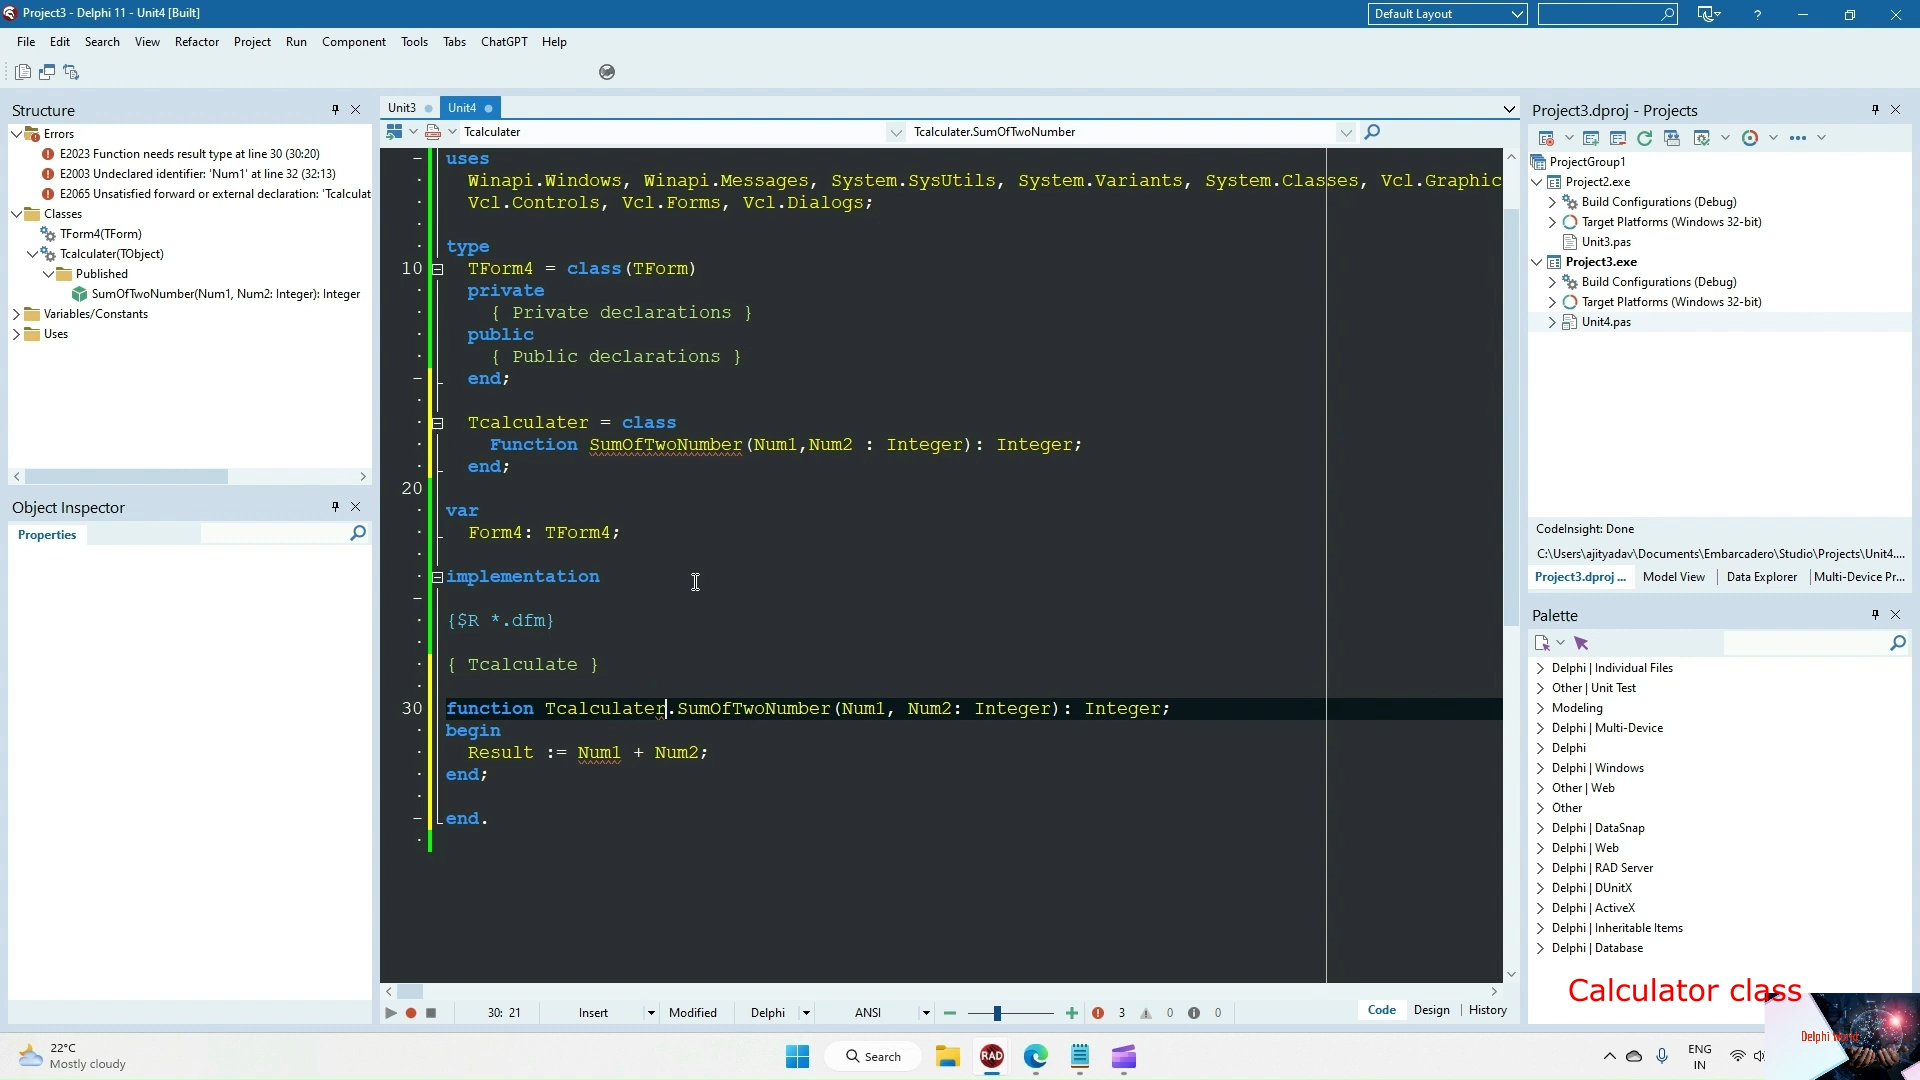 Project3 - Delphi 11 - Unit4 [Built]
Default Layout
File Edit Search View Refactor Project Run Component Tools Tabs ChatGPT Help
Structure
Errors
E2023 Function needs result type at line 30 (30:20)
E2003 Undeclared identifier: 'Num1' at line 32 (32:13)
E2065 Unsatisfied forward or external declaration: 'Tcalculat
Classes
TForm4(TForm)
Tcalculater(TObject)
Published
SumOfTwoNumber(Num1, Num2: Integer): Integer
Variables/Constants
Uses
Object Inspector
Properties
Unit3
Unit4
Tcalculater
Tcalculater.SumOfTwoNumber
uses
Winapi.Windows, Winapi.Messages, System.SysUtils, System.Variants, System.Classes, Vcl.Graphic
Vcl.Controls, Vcl.Forms, Vcl.Dialogs;
type
10 TForm4 = class(TForm)
private
{ Private declarations }
public
{ Public declarations }
end;
Tcalculater = class
Function SumOfTwoNumber(Num1,Num2 : Integer): Integer;
end;
20
var
Form4: TForm4;
implementation
{$R *.dfm}
{ Tcalculate }
30 function Tcalculater.SumOfTwoNumber(Num1, Num2: Integer): Integer;
begin
Result := Num1 + Num2;
end;
end.
30: 21 Insert Modified Delphi ANSI 3 0 0 Code Design History
Project3.dproj - Projects
ProjectGroup1
Project2.exe
Build Configurations (Debug)
Target Platforms (Windows 32-bit)
Unit3.pas
Project3.exe
Build Configurations (Debug)
Target Platforms (Windows 32-bit)
Unit4.pas
CodeInsight: Done
C:\Users\ajityadav\Documents\Embarcadero\Studio\Projects\Unit4....
Project3.dproj ... Model View Data Explorer Multi-Device Pr...
Palette
Delphi | Individual Files
Other | Unit Test
Modeling
Delphi | Multi-Device
Delphi
Delphi | Windows
Other | Web
Other
Delphi | DataSnap
Delphi | Web
Delphi | RAD Server
Delphi | DUnitX
Delphi | ActiveX
Delphi | Inheritable Items
Delphi | Database
Calculator class
Delphi World
22°C
Mostly cloudy
Search
RAD
ENG
IN